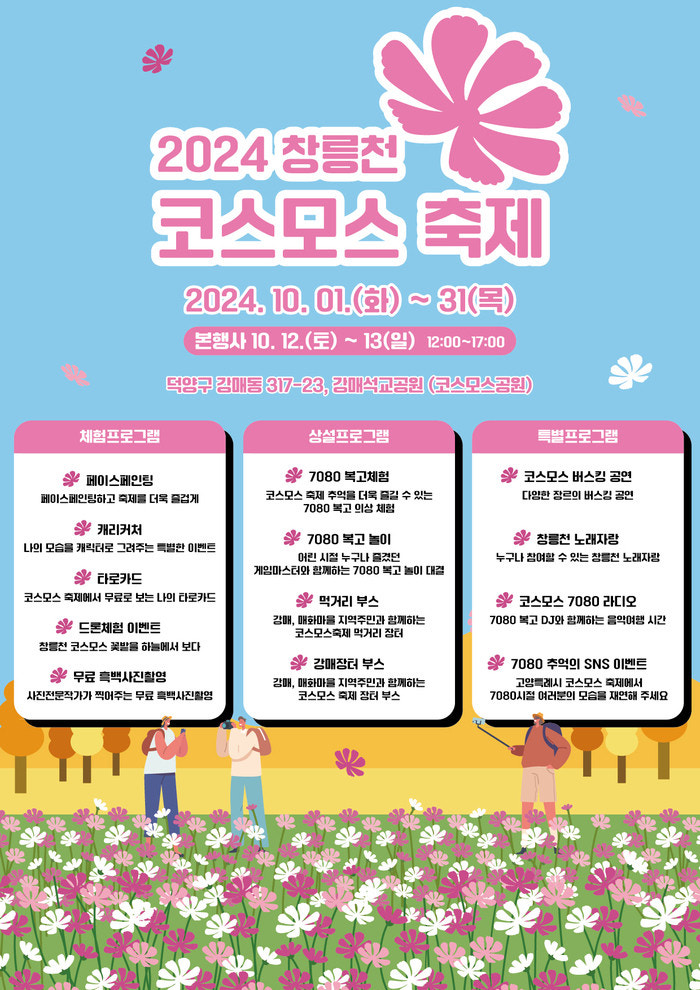 2024 창릉천
코스모스 축제
2024. 10. 01.(화) ~ 31(목)
본행사 10. 12.(토) ~ 13(일) 12:00~17:00
덕양구 강매동 317-23, 강매석교공원 (코스모스공원)
체험프로그램
페이스페인팅
페이스페인팅하고 축제를 더욱 즐겁게
캐리커처
나의 모습을 캐릭터로 그려주는 특별한 이벤트
타로카드
코스모스 축제에서 무료로 보는 나의 타로카드
드론체험 이벤트
창릉천 코스모스 꽃밭을 하늘에서 보다
무료 흑백사진촬영
사진전문작가가 찍어주는 무료 흑백사진촬영
상설프로그램
7080 복고체험
코스모스 축제 추억을 더욱 즐길 수 있는
7080 복고 의상 체험
7080 복고 놀이
어린 시절 누구나 즐겼던
게임마스터와 함께하는 7080 복고 놀이 대결
먹거리 부스
강매, 매화마을 지역주민과 함께하는
코스모스축제 먹거리 장터
강매장터 부스
강매, 매화마을 지역주민과 함께하는
코스모스 축제 장터 부스
특별프로그램
코스모스 버스킹 공연
다양한 장르의 버스킹 공연
창릉천 노래자랑
누구나 참여할 수 있는 창릉천 노래자랑
코스모스 7080 라디오
7080 복고 DJ와 함께하는 음악여행 시간
7080 추억의 SNS 이벤트
고양특례시 코스모스 축제에서
7080시절 여러분의 모습을 재연해 주세요